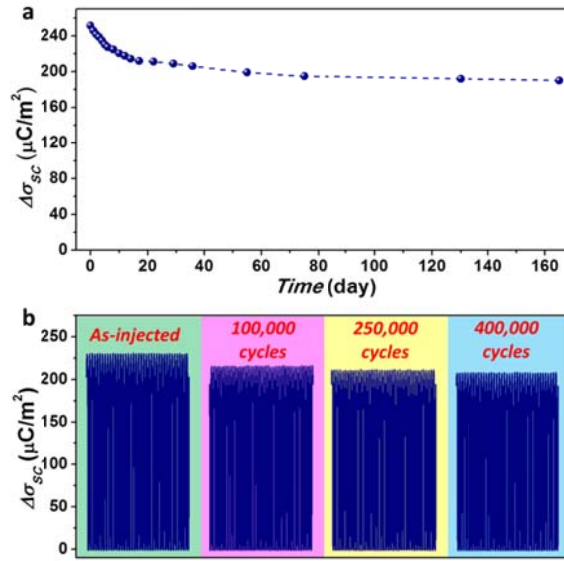 a
240
200
160
120
80
40
0
ΔσSC (μC/m²)
0 20 40 60 80 100 120 140 160
Time (day)
b
250
200
150
100
50
0
ΔσSC (μC/m²)
As-injected
100,000
cycles
250,000
cycles
400,000
cycles